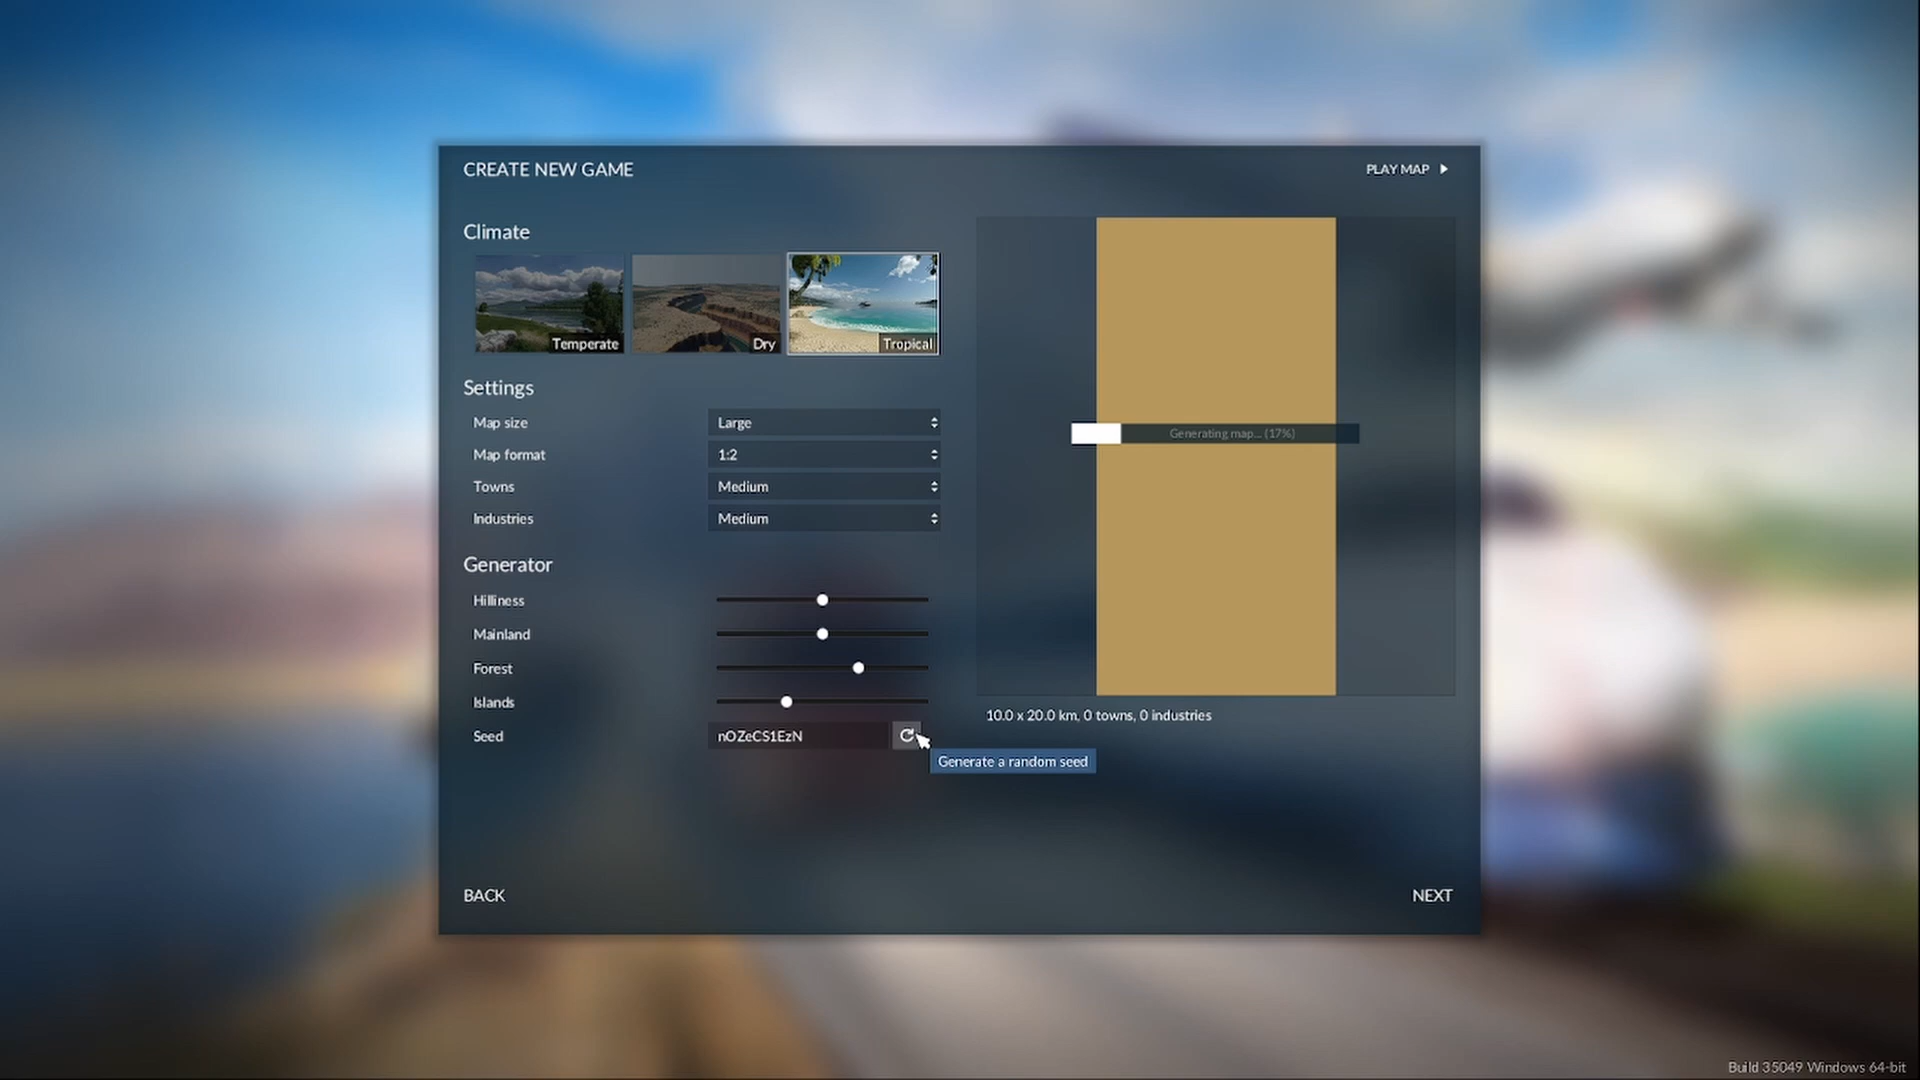 CREATE NEW GAME
PLAY MAP
Climate
Temperate
Dry
Tropical
Settings
Map size
Large
Map format
1:2
Towns
Medium
Industries
Medium
Generator
Hilliness
Mainland
Forest
Islands
Seed
nOZeCS1EzN
Generate a random seed
Generating map... (17%)
10.0 x 20.0 km, 0 towns, 0 industries
BACK
NEXT
Build 35049 Windows 64-bit